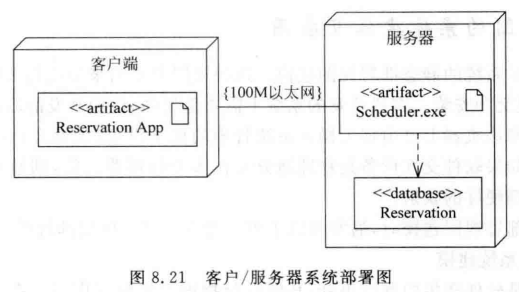 客户端
<<artifact>>
Reservation App
{100M以太网}
服务器
<<artifact>>
Scheduler.exe
<<database>>
Reservation
图 8.21 客户/服务器系统部署图